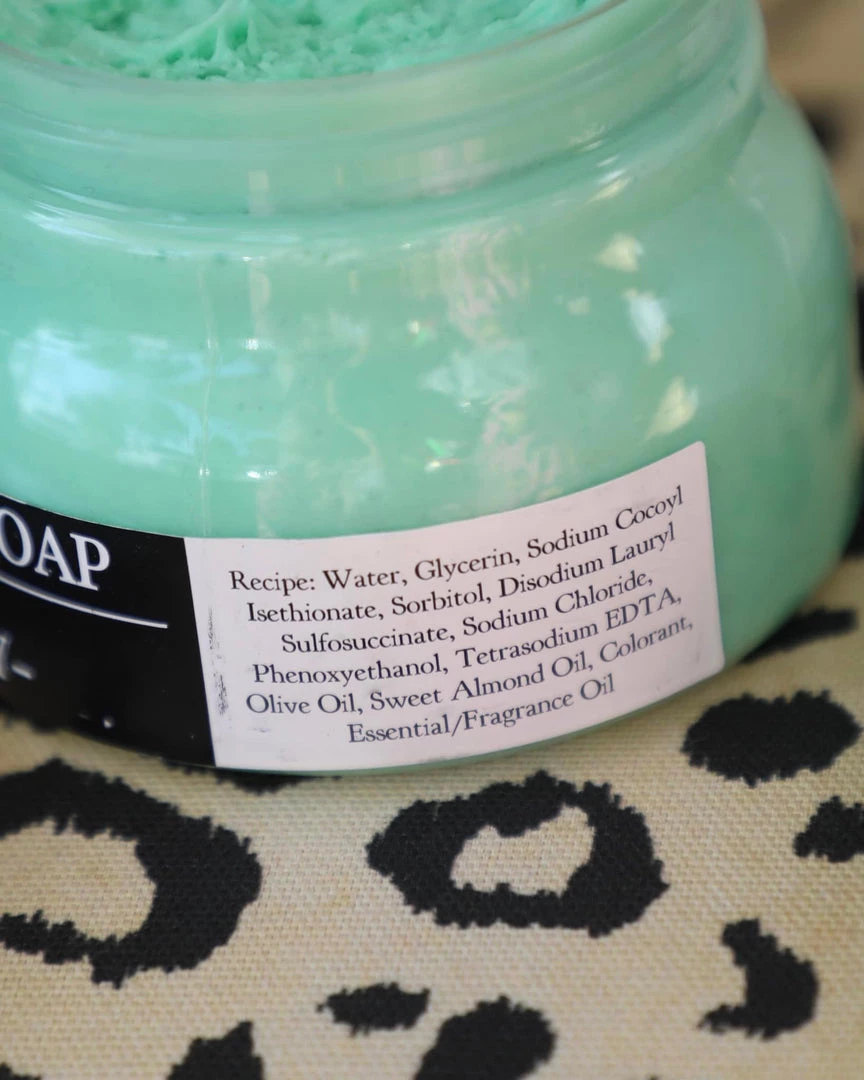 OAP
Recipe: Water, Glycerin, Sodium Cocoyl
Isethionate, Sorbitol, Disodium Lauryl
Sulfosuccinate, Sodium Chloride,
Phenoxyethanol, Tetrasodium EDTA,
Olive Oil, Sweet Almond Oil, Colorant,
Essential/Fragrance Oil